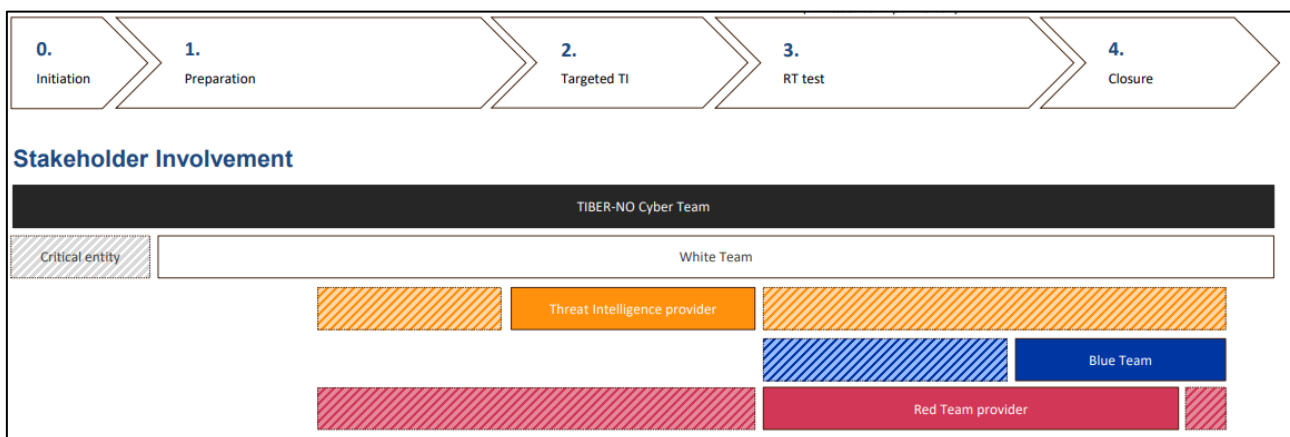 0.
Initiation
1.
Preparation
2.
Targeted TI
3.
RT test
4.
Closure
Stakeholder Involvement
TIBER-NO Cyber Team
Critical entity
White Team
Threat Intelligence provider
Blue Team
Red Team provider